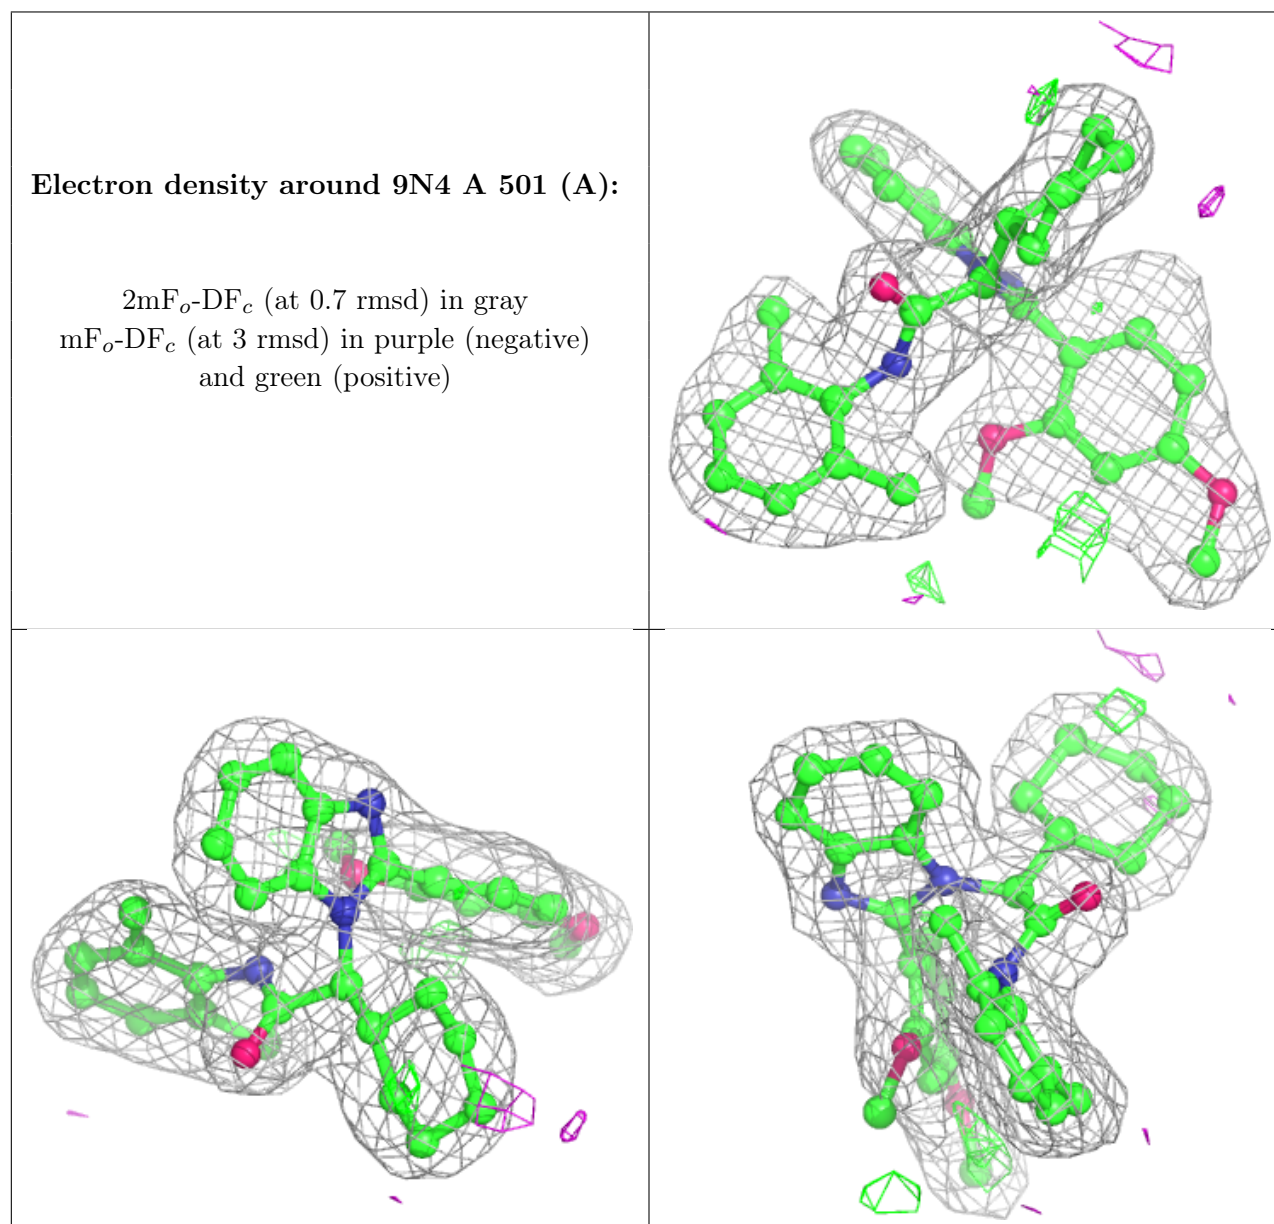 Electron density around 9N4 A 501 (A):
2mFo-DFc (at 0.7 rmsd) in gray
mFo-DFc (at 3 rmsd) in purple (negative)
and green (positive)